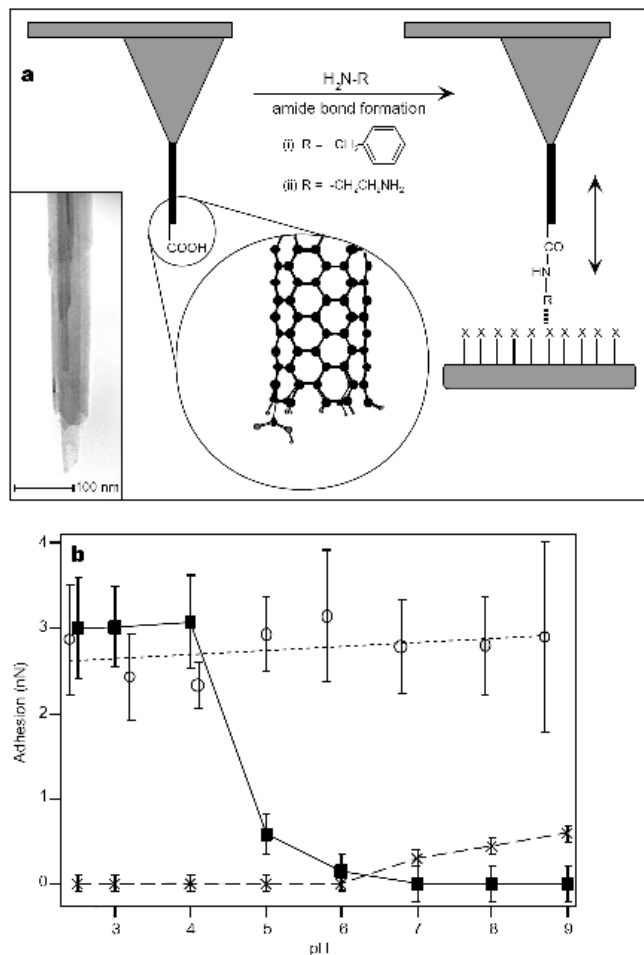 a
H₂N-R
amide bond formation
(i) R = -CH₂
(ii) R = -CH₂CH₂NH₂
COOH
100 nm
CO
HN
R
X X X X X X X X X X
b
Adhesion (nN)
4
3
2
1
0
3 4 5 6 7 8 9
pH